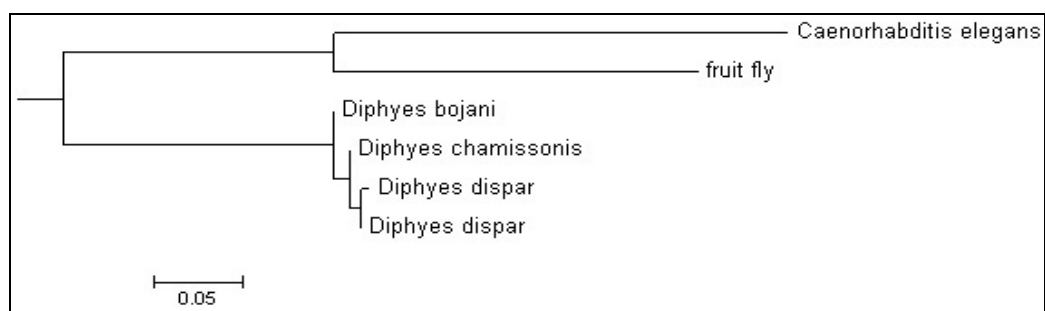 Caenorhabditis elegans
fruit fly
Diphyes bojani
Diphyes chamissonis
Diphyes dispar
Diphyes dispar
0.05